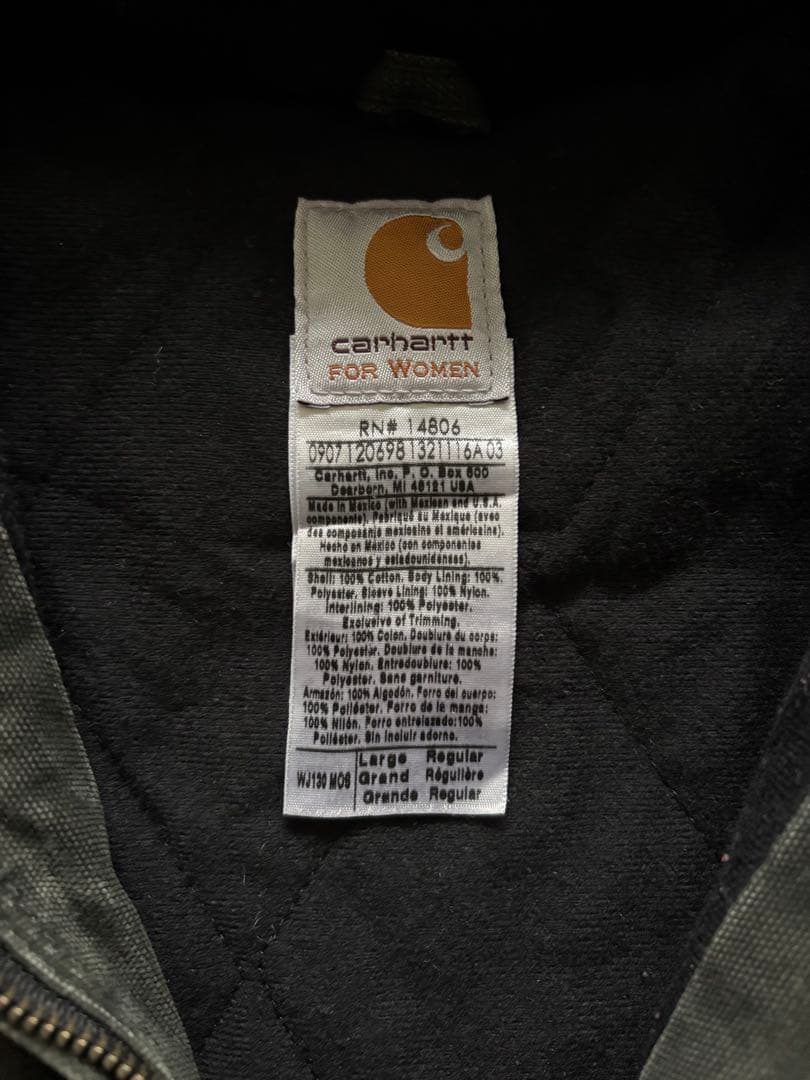 carhartt
FOR WOMEN
RN# 14806
09071206981321116A03
Carhartt, Inc. P. O. Box 600
Dearborn, MI 48121 USA
Made in Mexico (with Mexican and U.S.A.
components). Fabriqué au Mexique (avec
des composants mexicains et américains).
Hecho en México (con componentes
mexicanos y estadounidenses).
Shell: 100% Cotton. Body Lining: 100%
Polyester. Sleeve Lining: 100% Nylon.
Interlining: 100% Polyester.
Exclusive of Trimming.
Extérieur: 100% Coton. Doublure du corps:
100% Polyester. Doublure de la manche:
100% Nylon. Entredoublure: 100%
Polyester. Sans garniture.
Armazón: 100% Algodón. Forro del cuerpo:
100% Poliéster. Forro de la manga:
100% Nilón. Forro entrelazado:100%
Poliéster. Sin incluir adorno.
WJ130 MOS
Large Regular
Grand Régulière
Grande Regular